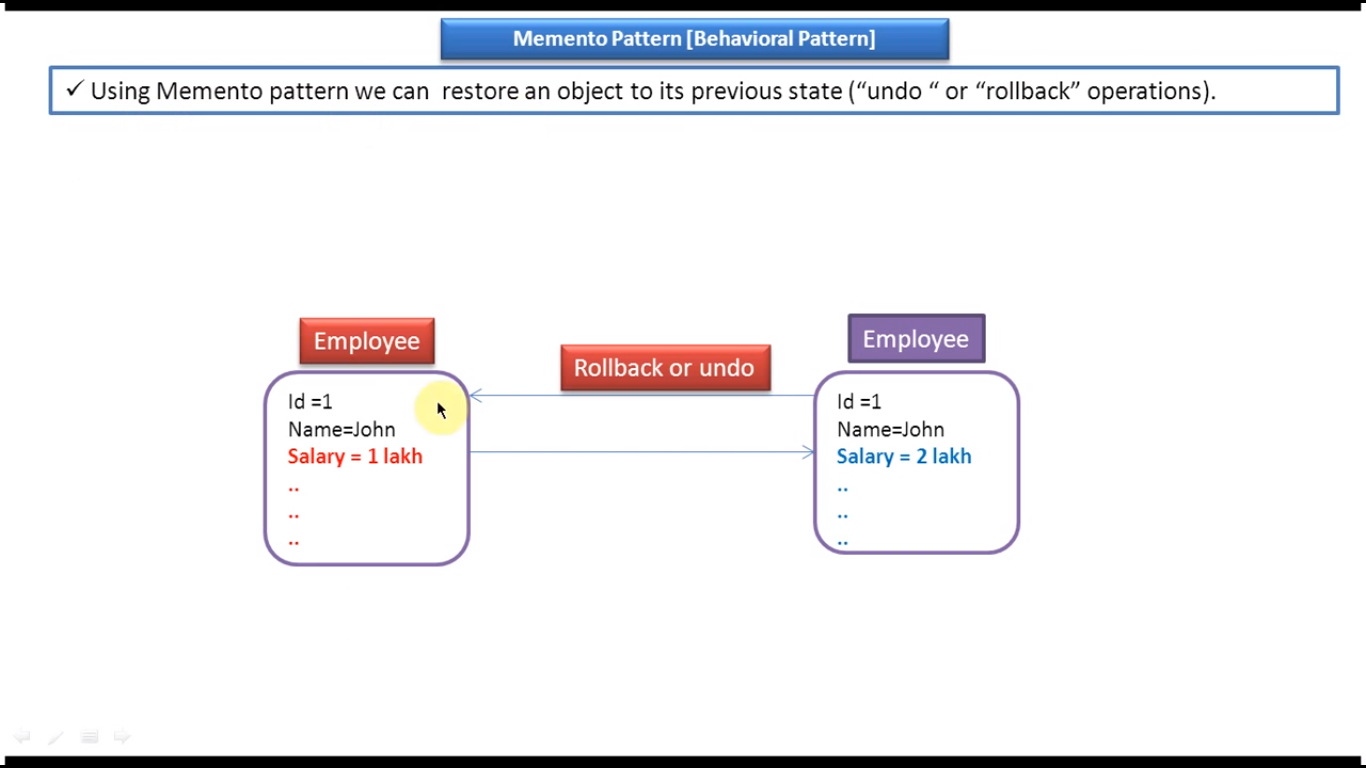 Memento Pattern [Behavioral Pattern]
✓ Using Memento pattern we can  restore an object to its previous state (“undo “ or “rollback” operations).
Employee
Id =1
Name=John
Salary = 1 lakh
..
..
..
Rollback or undo
Employee
Id =1
Name=John
Salary = 2 lakh
..
..
..